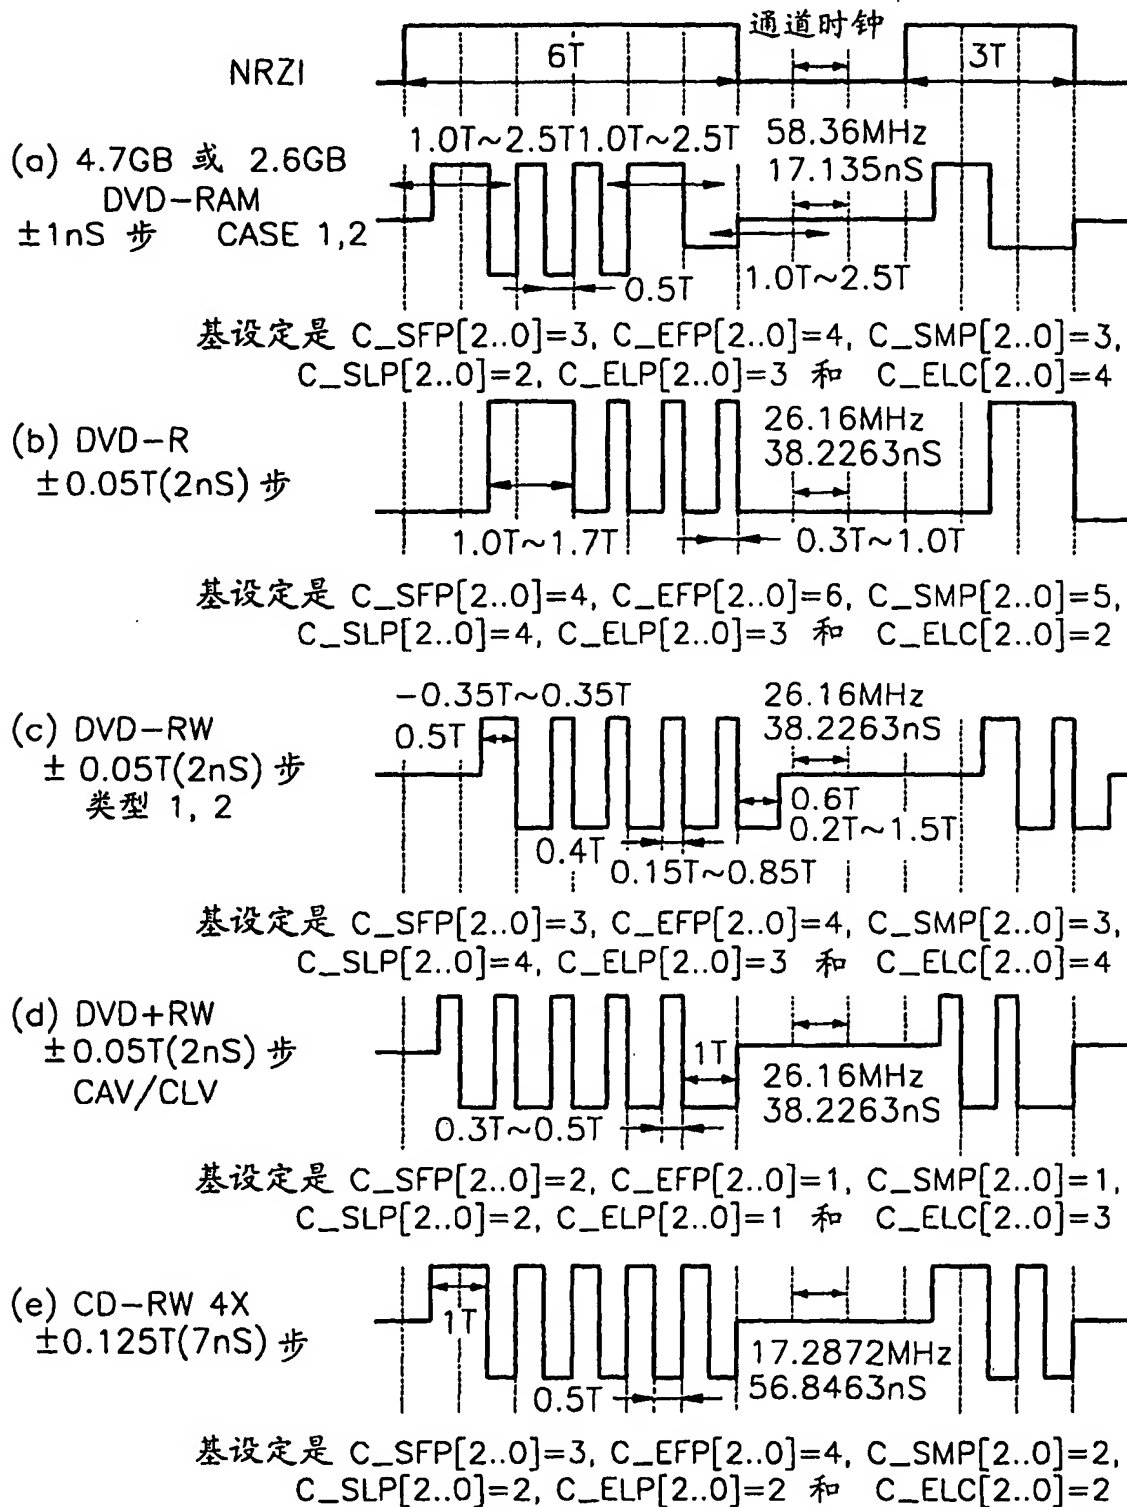 通道时钟
NRZI
6T
3T
(a) 4.7GB 或 2.6GB
DVD-RAM
±1nS 步 CASE 1,2
1.0T~2.5T
1.0T~2.5T
58.36MHz
17.135nS
0.5T
1.0T~2.5T
基设定是 C_SFP[2..0]=3, C_EFP[2..0]=4, C_SMP[2..0]=3,
C_SLP[2..0]=2, C_ELP[2..0]=3 和 C_ELC[2..0]=4
(b) DVD-R
±0.05T(2nS) 步
26.16MHz
38.2263nS
1.0T~1.7T
0.3T~1.0T
基设定是 C_SFP[2..0]=4, C_EFP[2..0]=6, C_SMP[2..0]=5,
C_SLP[2..0]=4, C_ELP[2..0]=3 和 C_ELC[2..0]=2
(c) DVD-RW
± 0.05T(2nS) 步
类型 1, 2
-0.35T~0.35T
0.5T
26.16MHz
38.2263nS
0.6T
0.2T~1.5T
0.4T
0.15T~0.85T
基设定是 C_SFP[2..0]=3, C_EFP[2..0]=4, C_SMP[2..0]=3,
C_SLP[2..0]=4, C_ELP[2..0]=3 和 C_ELC[2..0]=4
(d) DVD+RW
±0.05T(2nS) 步
CAV/CLV
1T
26.16MHz
38.2263nS
0.3T~0.5T
基设定是 C_SFP[2..0]=2, C_EFP[2..0]=1, C_SMP[2..0]=1,
C_SLP[2..0]=2, C_ELP[2..0]=1 和 C_ELC[2..0]=3
(e) CD-RW 4X
±0.125T(7nS) 步
1T
17.2872MHz
56.8463nS
0.5T
基设定是 C_SFP[2..0]=3, C_EFP[2..0]=4, C_SMP[2..0]=2,
C_SLP[2..0]=2, C_ELP[2..0]=2 和 C_ELC[2..0]=2